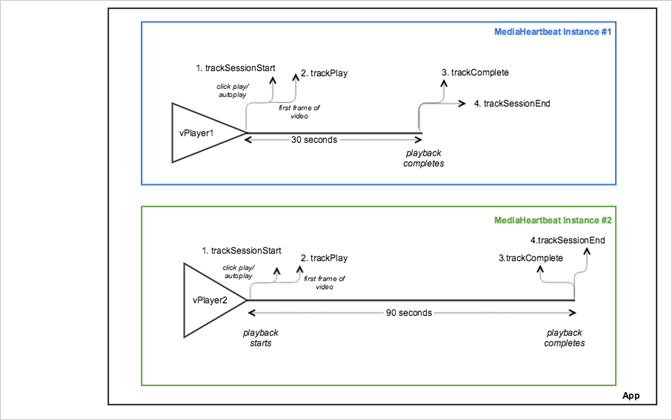 MediaHeartbeat Instance #1
1. trackSessionStart
2. trackPlay
click play/
autoplay
first frame of
video
3. trackComplete
4. trackSessionEnd
vPlayer1
30 seconds
playback
completes
MediaHeartbeat Instance #2
1. trackSessionStart
2. trackPlay
click play/
autoplay
first frame of
video
4.trackSessionEnd
3.trackComplete
vPlayer2
90 seconds
playback
starts
playback
completes
App